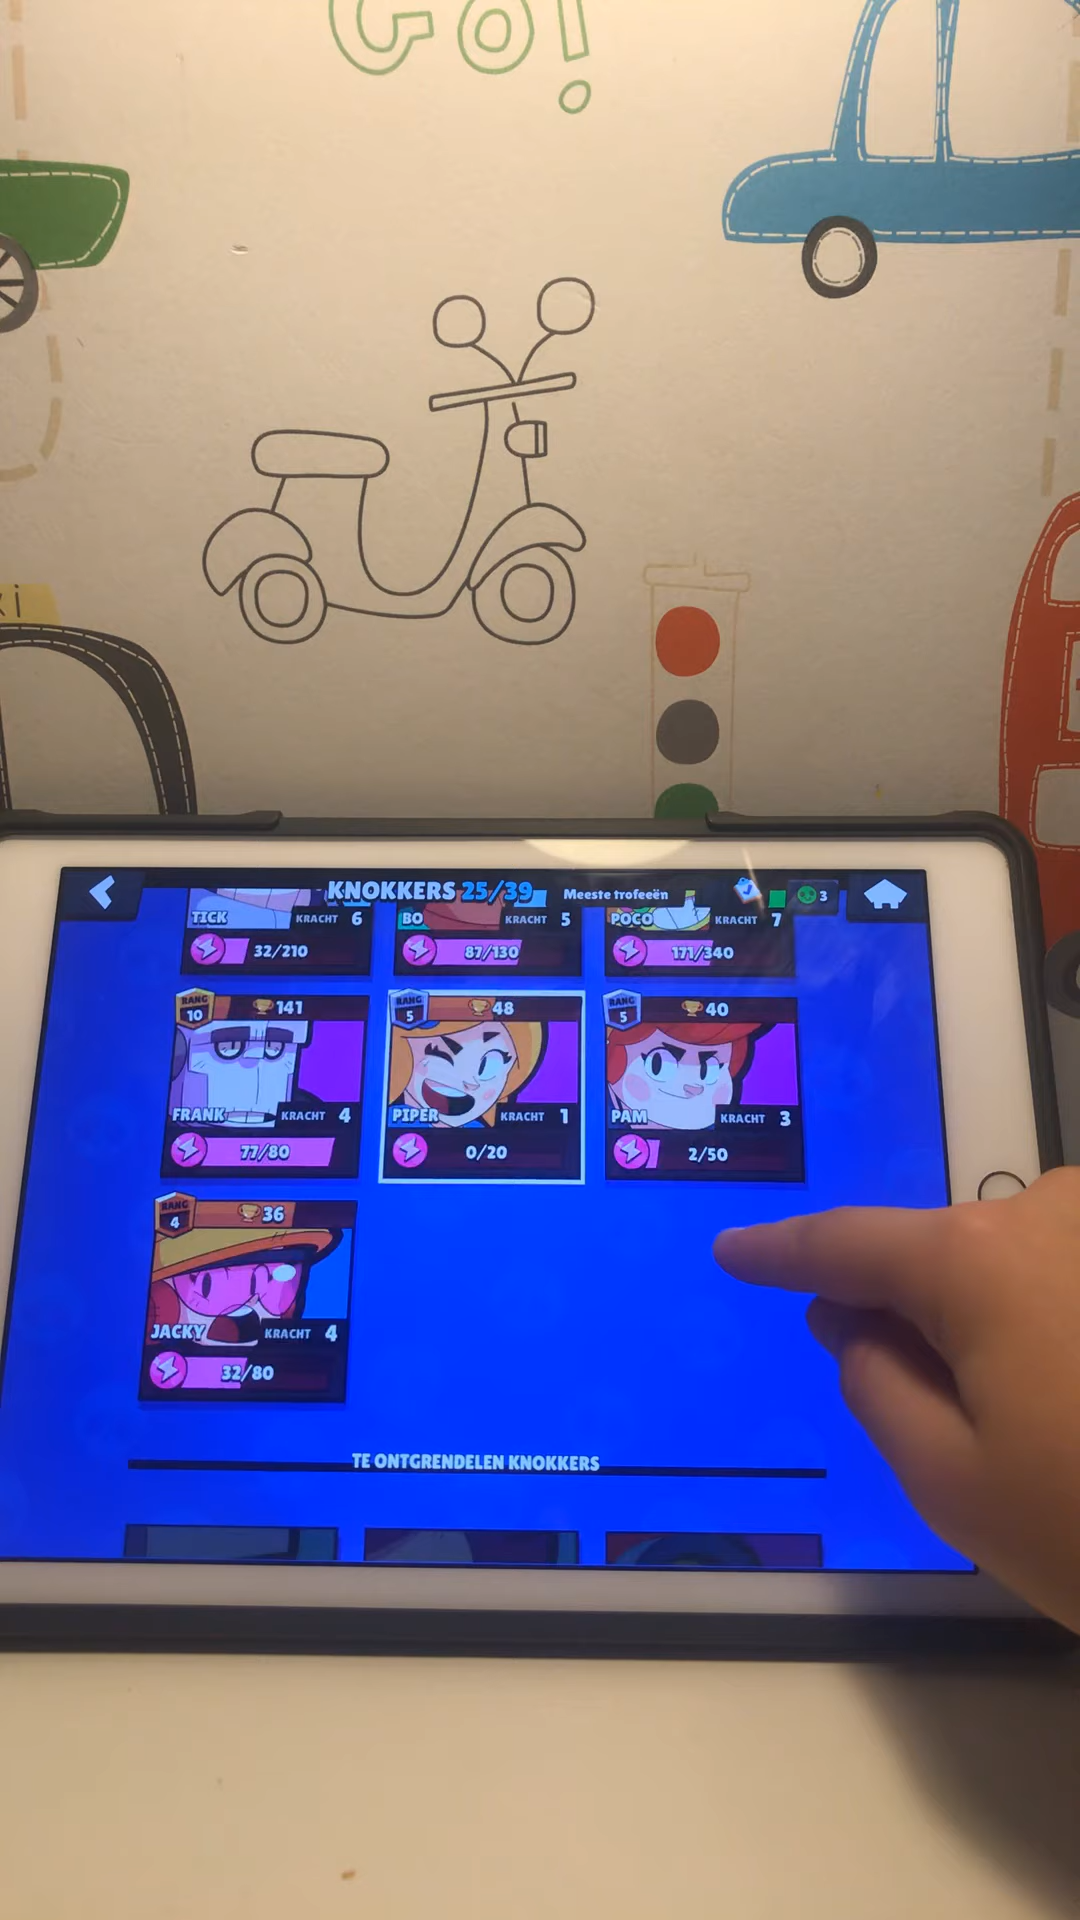 Go!
xi
KNOKKERS 25/39 Meeste trofeeën 3
TICK KRACHT 6
32/210
BO KRACHT 5
87/130
POCO KRACHT 7
171/340
RANG 10 141
FRANK KRACHT 4
77/80
RANG 5 48
PIPER KRACHT 1
0/20
RANG 5 40
PAM KRACHT 3
2/50
RANG 4 36
JACKY KRACHT 4
32/80
TE ONTGRENDELEN KNOKKERS